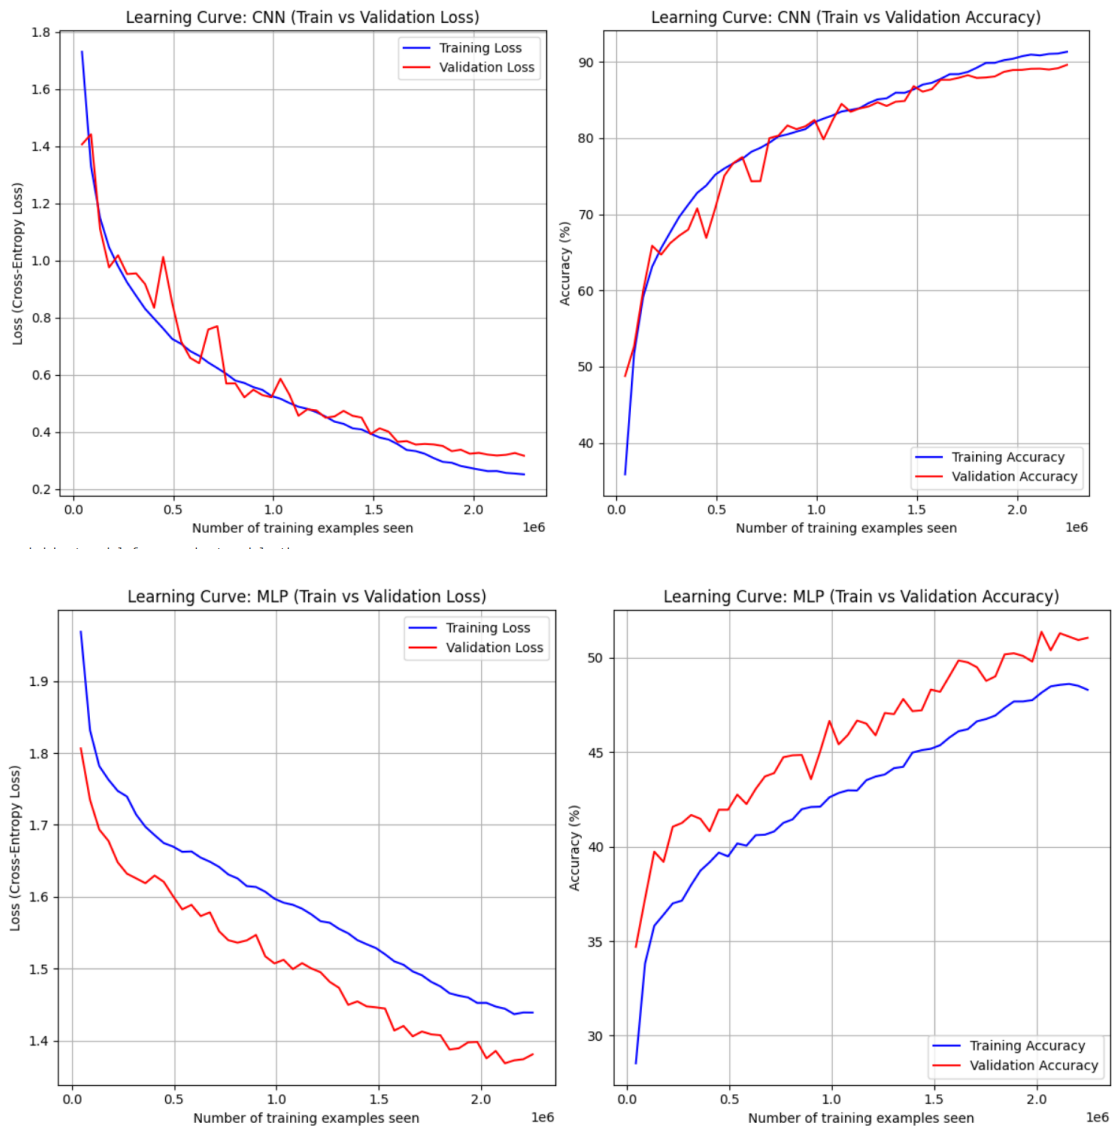 Learning Curve: CNN (Train vs Validation Loss)
1.8
1.6
1.4
1.2
1.0
0.8
0.6
0.4
0.2
Loss (Cross-Entropy Loss)
Training Loss
Validation Loss
0.0
0.5
1.0
1.5
2.0
1e6
Number of training examples seen
Learning Curve: CNN (Train vs Validation Accuracy)
90
80
70
60
50
40
Accuracy (%)
Training Accuracy
Validation Accuracy
0.0
0.5
1.0
1.5
2.0
1e6
Number of training examples seen
Learning Curve: MLP (Train vs Validation Loss)
1.9
1.8
1.7
1.6
1.5
1.4
Loss (Cross-Entropy Loss)
Training Loss
Validation Loss
0.0
0.5
1.0
1.5
2.0
1e6
Number of training examples seen
Learning Curve: MLP (Train vs Validation Accuracy)
50
45
40
35
30
Accuracy (%)
Training Accuracy
Validation Accuracy
0.0
0.5
1.0
1.5
2.0
1e6
Number of training examples seen